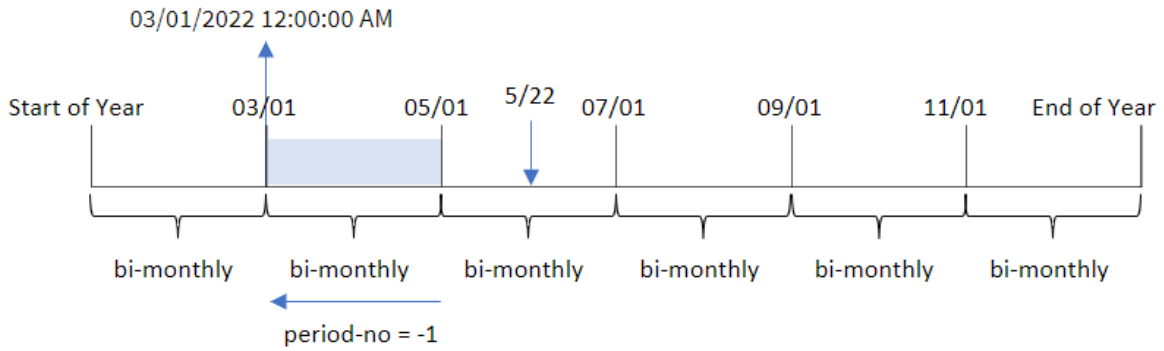 03/01/2022 12:00:00 AM
Start of Year 03/01 05/01 5/22 07/01 09/01 11/01 End of Year
bi-monthly bi-monthly bi-monthly bi-monthly bi-monthly bi-monthly
period-no = -1